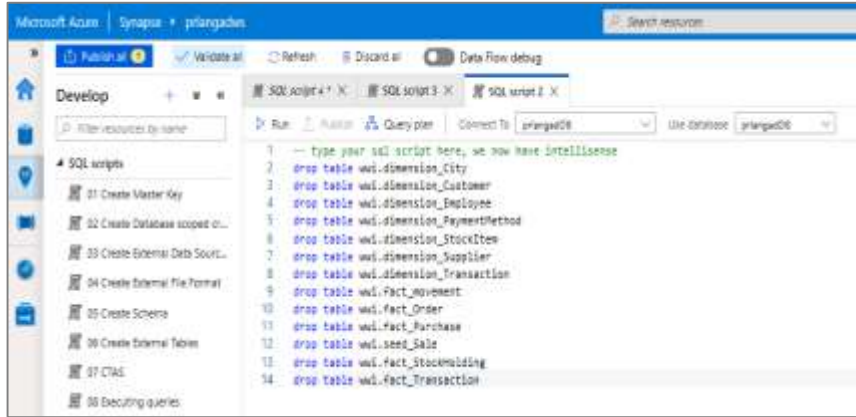 Microsoft Azure | Synapse ▸ prlangadws
Search resources
Publish all 1
Validate all
Refresh
Discard all
Data Flow debug
Develop
Filter resources by name
SQL scripts
01 Create Master Key
02 Create Database scoped cr...
03 Create External Data Sourc...
04 Create External File Format
05 Create Schema
06 Create External Tables
07 CTAS
08 Executing queries
SQL script 4 * SQL script 3 SQL script 2
Run Publish Query plan Connect To prlangadDB Use database prlangadDB
1 -- type your sql script here, we now have intellisense
2 drop table wwi.dimension_City
3 drop table wwi.dimension_Customer
4 drop table wwi.dimension_Employee
5 drop table wwi.dimension_PaymentMethod
6 drop table wwi.dimension_StockItem
7 drop table wwi.dimension_Supplier
8 drop table wwi.dimension_Transaction
9 drop table wwi.fact_movement
10 drop table wwi.fact_Order
11 drop table wwi.fact_Purchase
12 drop table wwi.seed_Sale
13 drop table wwi.fact_StockHolding
14 drop table wwi.fact_Transaction